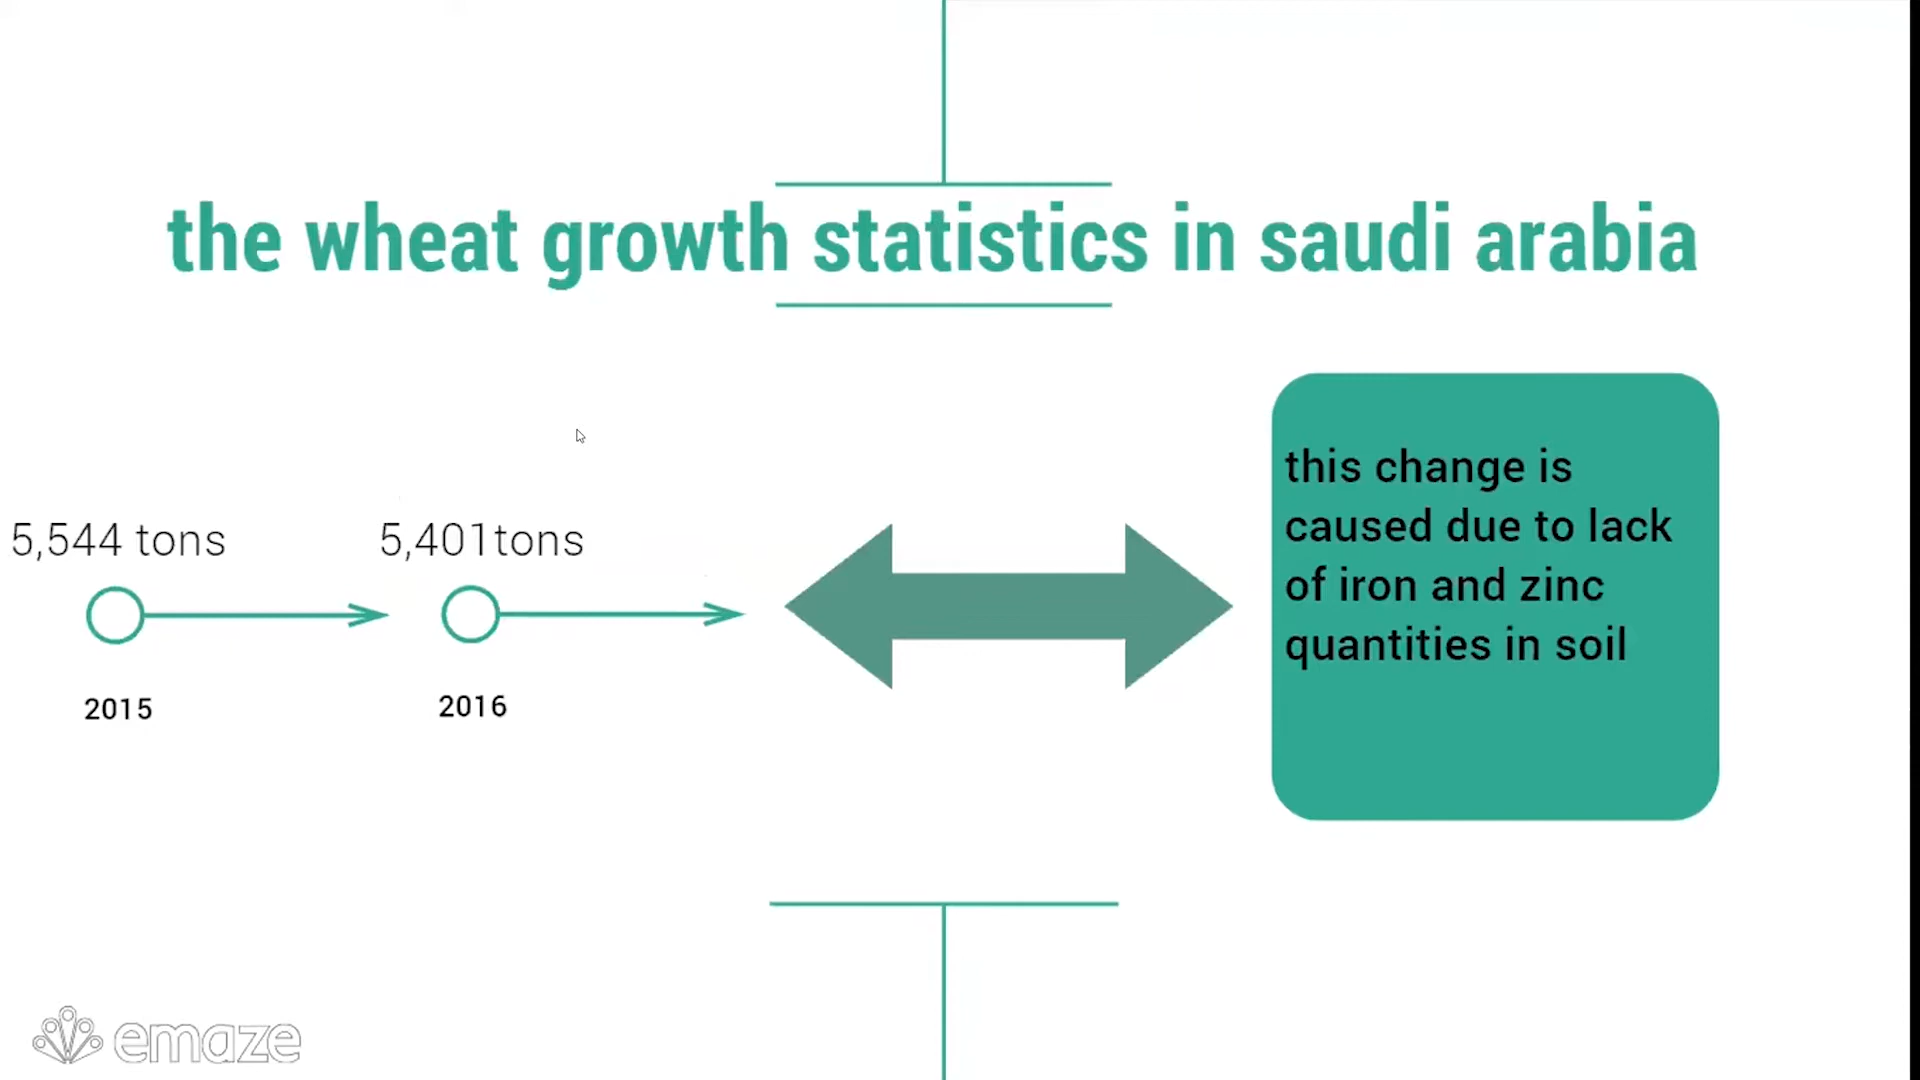 the wheat growth statistics in saudi arabia
5,544 tons
5,401tons
2015
2016
this change is
caused due to lack
of iron and zinc
quantities in soil
emaze